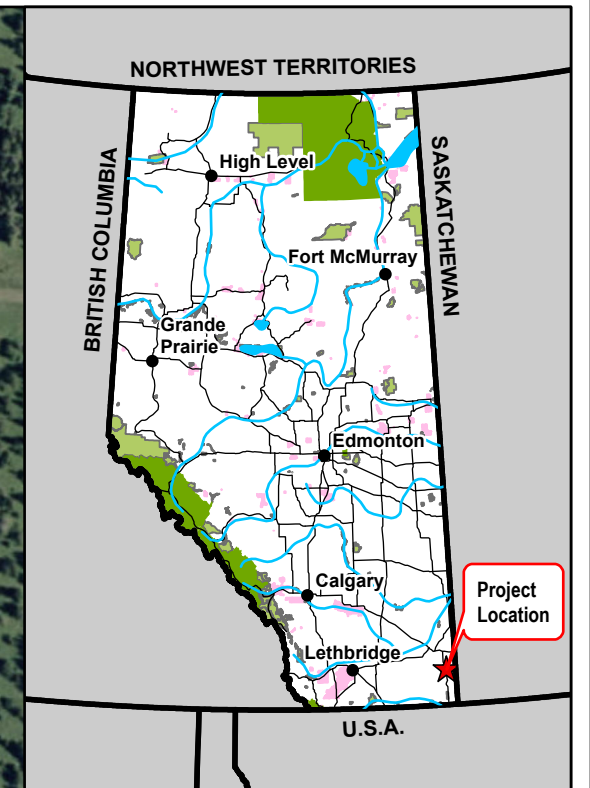 NORTHWEST TERRITORIES
BRITISH COLUMBIA
SASKATCHEWAN
High Level
Fort McMurray
Grande
Prairie
Edmonton
Calgary
Project
Location
Lethbridge
U.S.A.